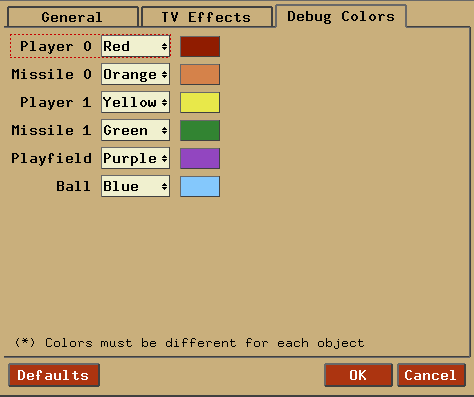 General TV Effects Debug Colors
Player 0 Red
Missile 0 Orange
Player 1 Yellow
Missile 1 Green
Playfield Purple
Ball Blue
(*) Colors must be different for each object
Defaults OK Cancel